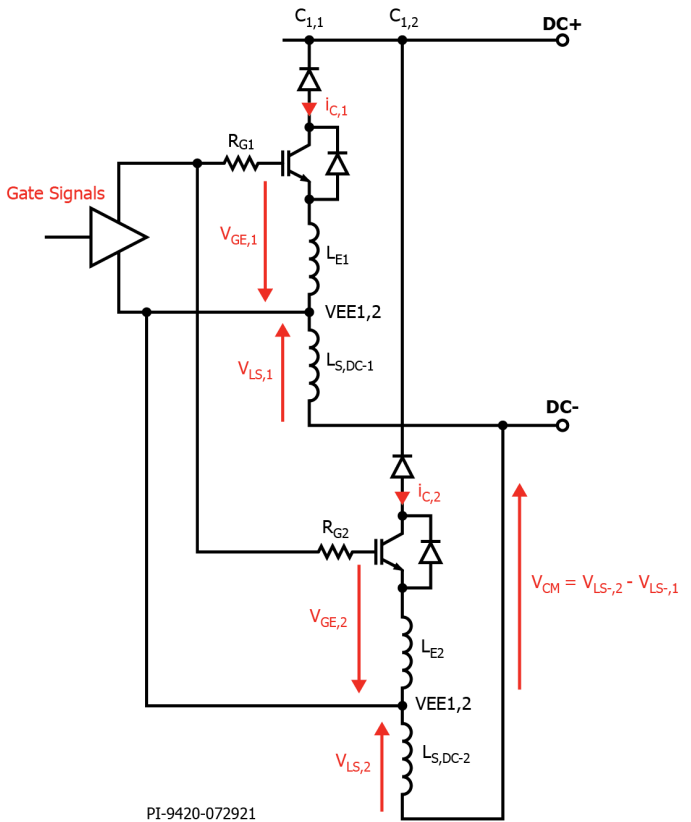 C1,1
C1,2
DC+
iC,1
RG1
Gate Signals
VGE,1
LE1
VEE1,2
VLS,1
LS,DC-1
DC-
iC,2
RG2
VCM = VLS-,2 - VLS-,1
VGE,2
LE2
VEE1,2
VLS,2
LS,DC-2
PI-9420-072921